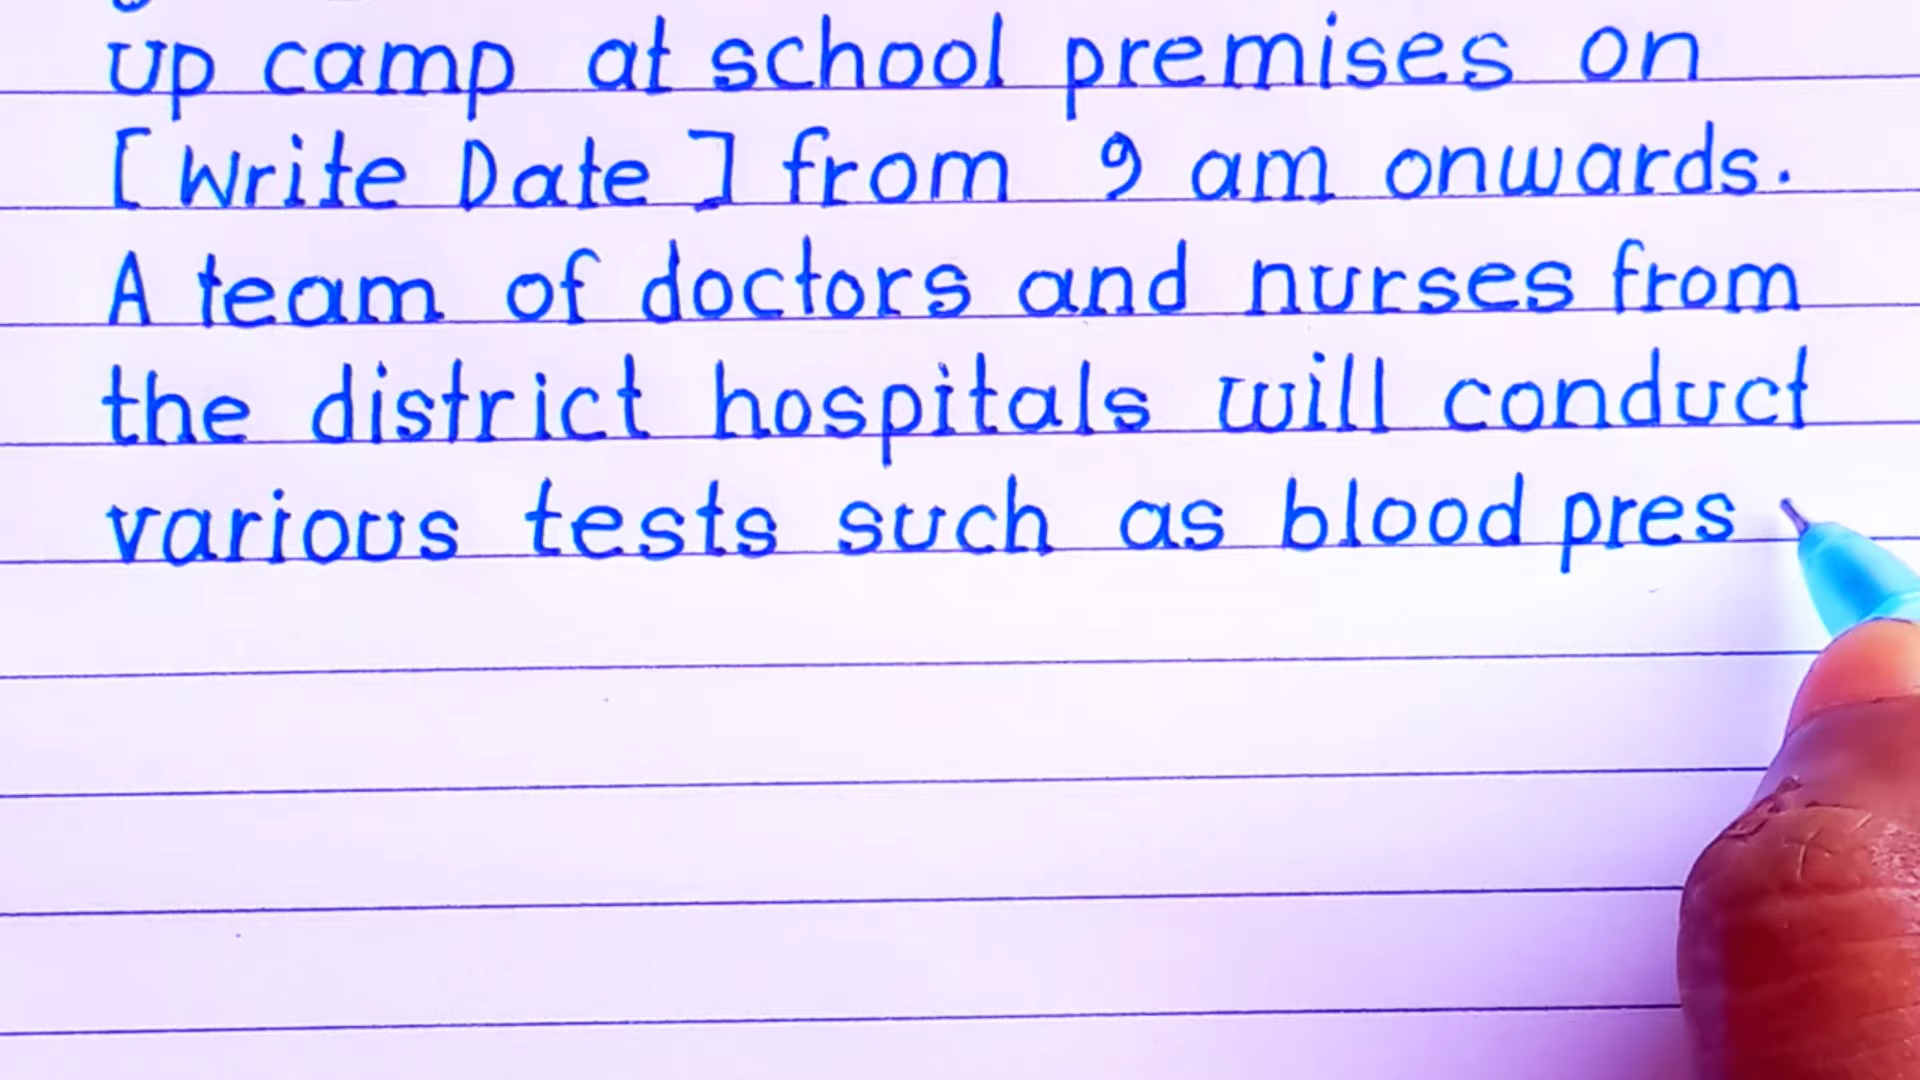 up camp at school premises on
[Write Date] from 9 am onwards.
A team of doctors and nurses from
the district hospitals will conduct
various tests such as blood pres